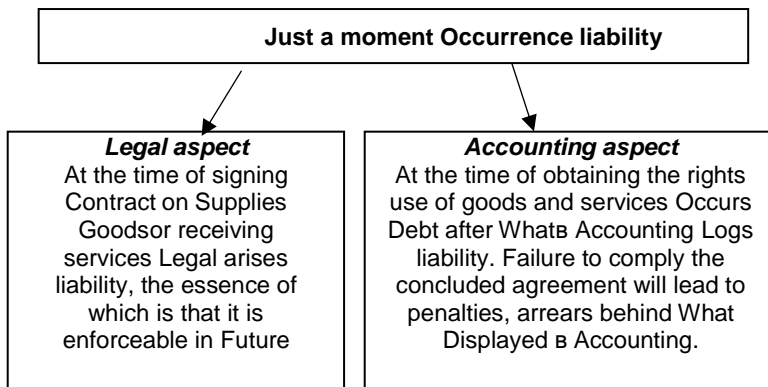 Just a moment Occurrence liability
Legal aspect
At the time of signing
Contract on Supplies
Goodsor receiving
services Legal arises
liability, the essence of
which is that it is
enforceable in Future
Accounting aspect
At the time of obtaining the rights
use of goods and services Occurs
Debt after Whatв Accounting Logs
liability. Failure to comply the
concluded agreement will lead to
penalties, arrears behind What
Displayed в Accounting.